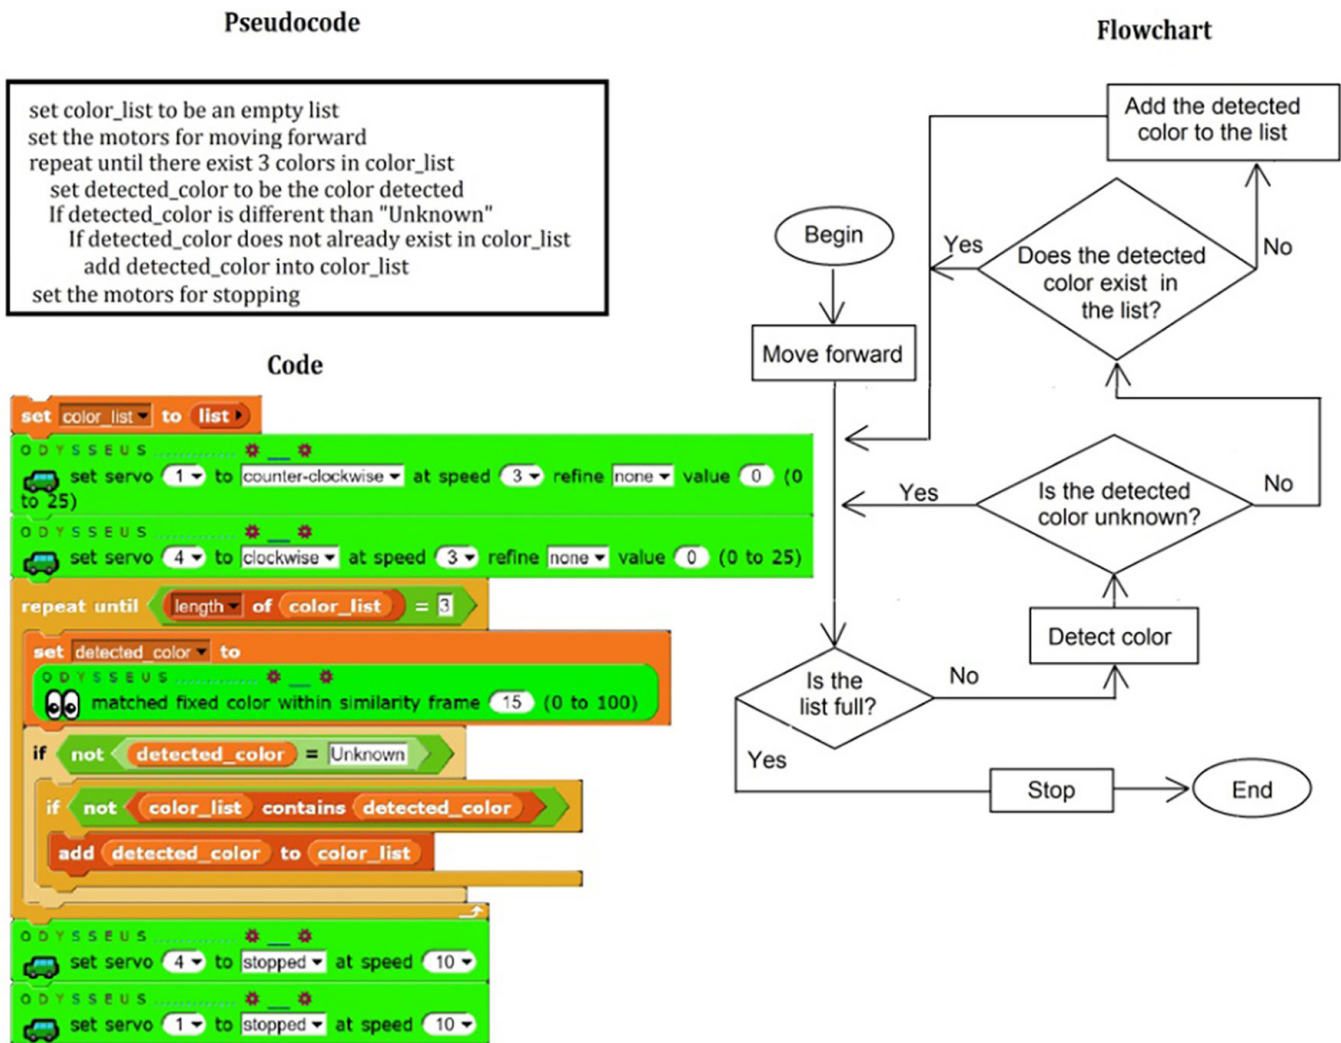 Pseudocode
set color_list to be an empty list
set the motors for moving forward
repeat until there exist 3 colors in color_list
set detected_color to be the color detected
If detected_color is different than "Unknown"
If detected_color does not already exist in color_list
add detected_color into color_list
set the motors for stopping
Code
set color_list to list
ODYSSEUS ............ __
set servo 1 to counter-clockwise at speed 3 refine none value 0 (0
to 25)
ODYSSEUS ............ __
set servo 4 to clockwise at speed 3 refine none value 0 (0 to 25)
repeat until length of color_list = 3
set detected_color to
ODYSSEUS ............ __
matched fixed color within similarity frame 15 (0 to 100)
if not detected_color = Unknown
if not color_list contains detected_color
add detected_color to color_list
ODYSSEUS ............ __
set servo 4 to stopped at speed 10
ODYSSEUS ............ __
set servo 1 to stopped at speed 10
Flowchart
Begin
Move forward
Is the
list full?
No
Yes
Detect color
Is the detected
color unknown?
Yes
No
Does the detected
color exist in
the list?
Yes
No
Add the detected
color to the list
Stop
End